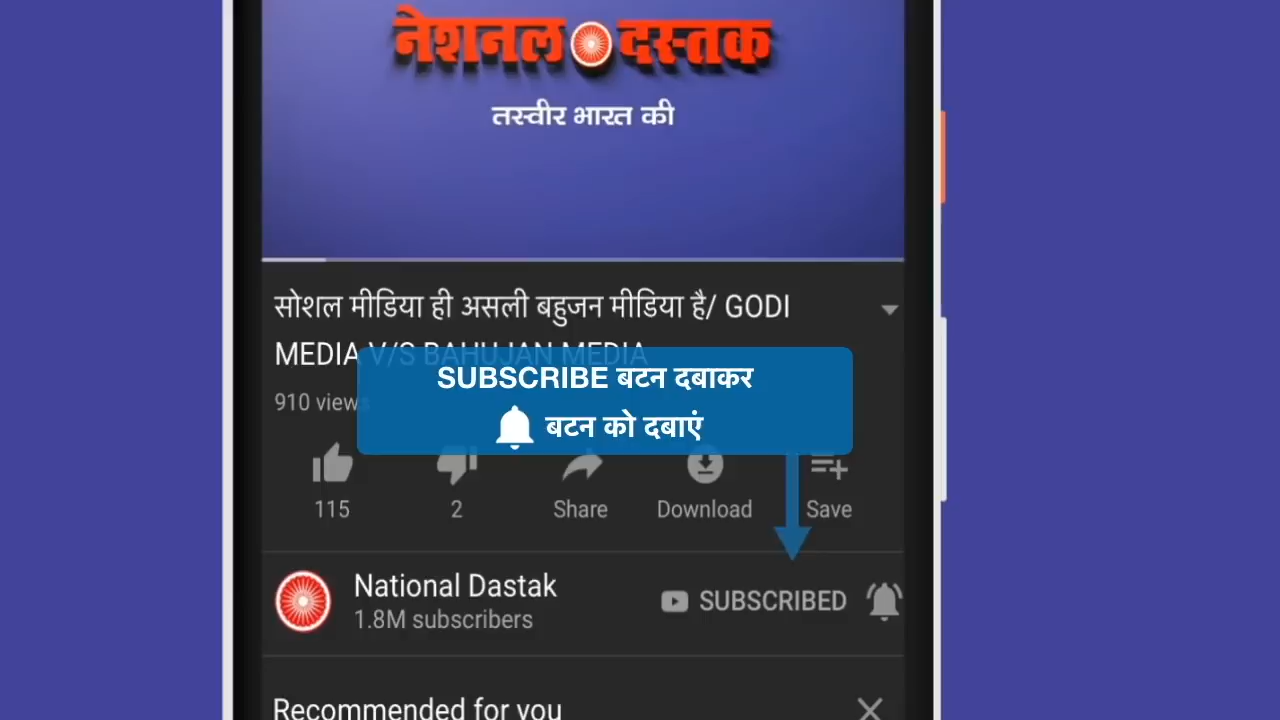 नेशनल दस्तक
तस्वीर भारत की
सोशल मीडिया ही असली बहुजन मीडिया है/ GODI
MEDIA V/S BAHUJAN MEDIA
910 views
SUBSCRIBE बटन दबाकर
बटन को दबाएं
115 2 Share Download Save
National Dastak
1.8M subscribers
SUBSCRIBED
Recommended for you